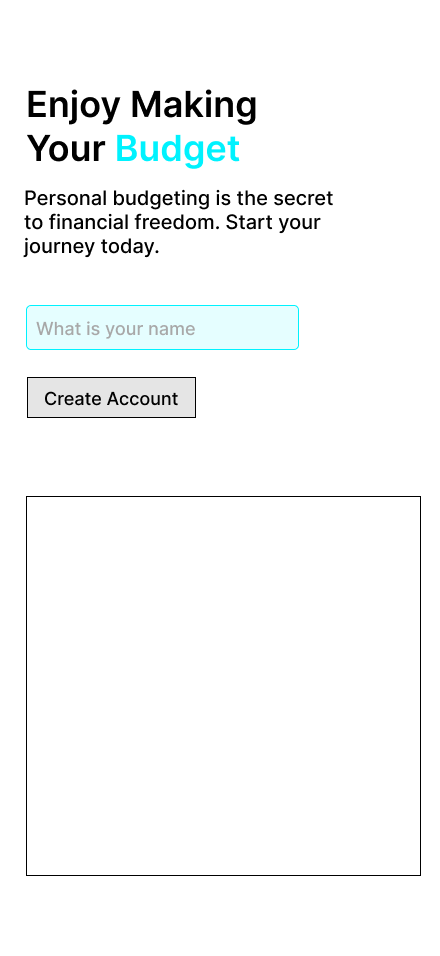 Enjoy Making
Your Budget
Personal budgeting is the secret
to financial freedom. Start your
journey today.
What is your name
Create Account